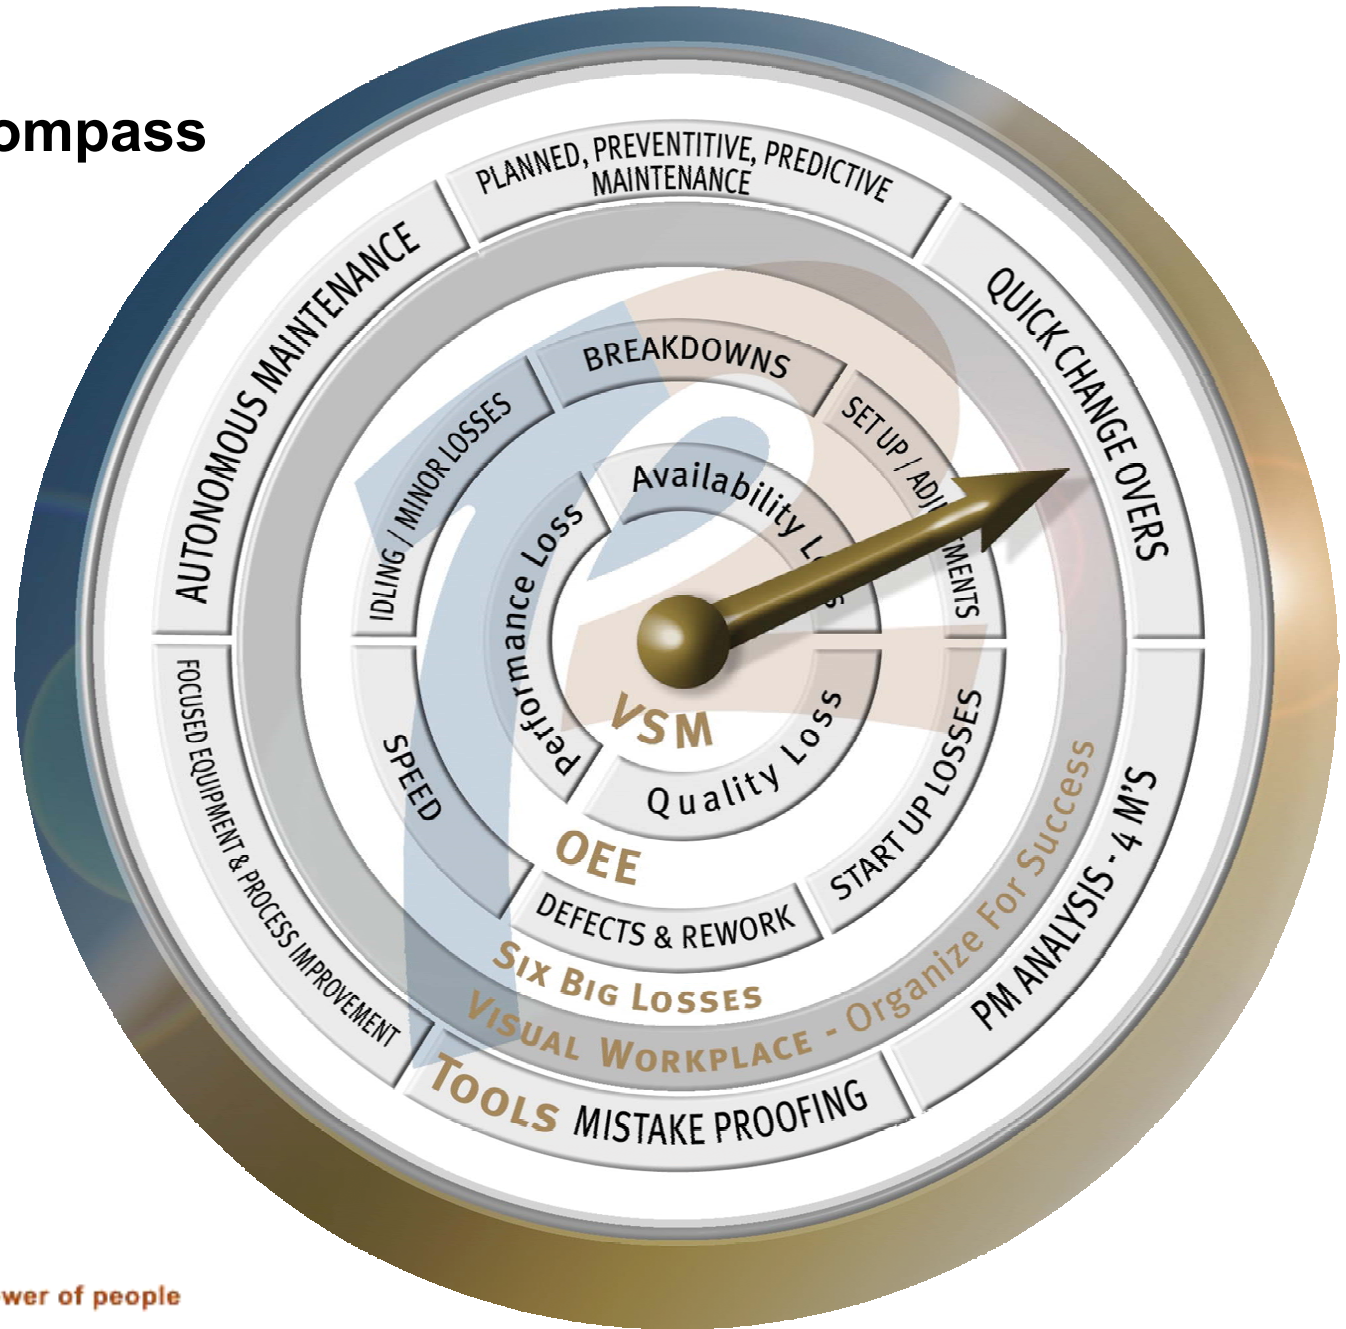 ompass
PLANNED, PREVENTITIVE, PREDICTIVE
MAINTENANCE
QUICK CHANGE OVERS
PM ANALYSIS - 4 M'S
MISTAKE PROOFING
TOOLS
FOCUSED EQUIPMENT & PROCESS IMPROVEMENT
AUTONOMOUS MAINTENANCE
VISUAL WORKPLACE - Organize For Success
BREAKDOWNS
SET UP / ADJU MENTS
START UP LOSSES
DEFECTS & REWORK
SPEED
IDLING / MINOR LOSSES
SIX BIG LOSSES
Availability Lo s
Quality Loss
Performance Loss
OEE
VSM
wer of people